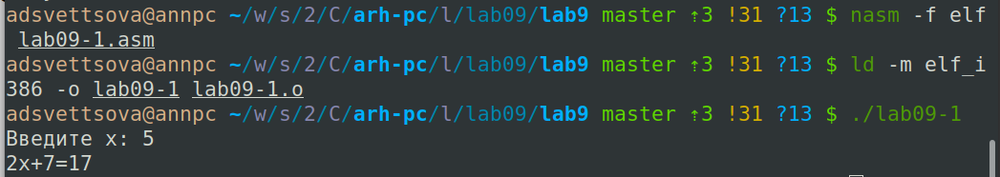 adsvettsova@annpc ~/w/s/2/C/arh-pc/l/lab09/lab9 master ⇡3 !31 ?13 $ nasm -f elf
lab09-1.asm
adsvettsova@annpc ~/w/s/2/C/arh-pc/l/lab09/lab9 master ⇡3 !31 ?13 $ ld -m elf_i
386 -o lab09-1 lab09-1.o
adsvettsova@annpc ~/w/s/2/C/arh-pc/l/lab09/lab9 master ⇡3 !31 ?13 $ ./lab09-1
Введите x: 5
2x+7=17